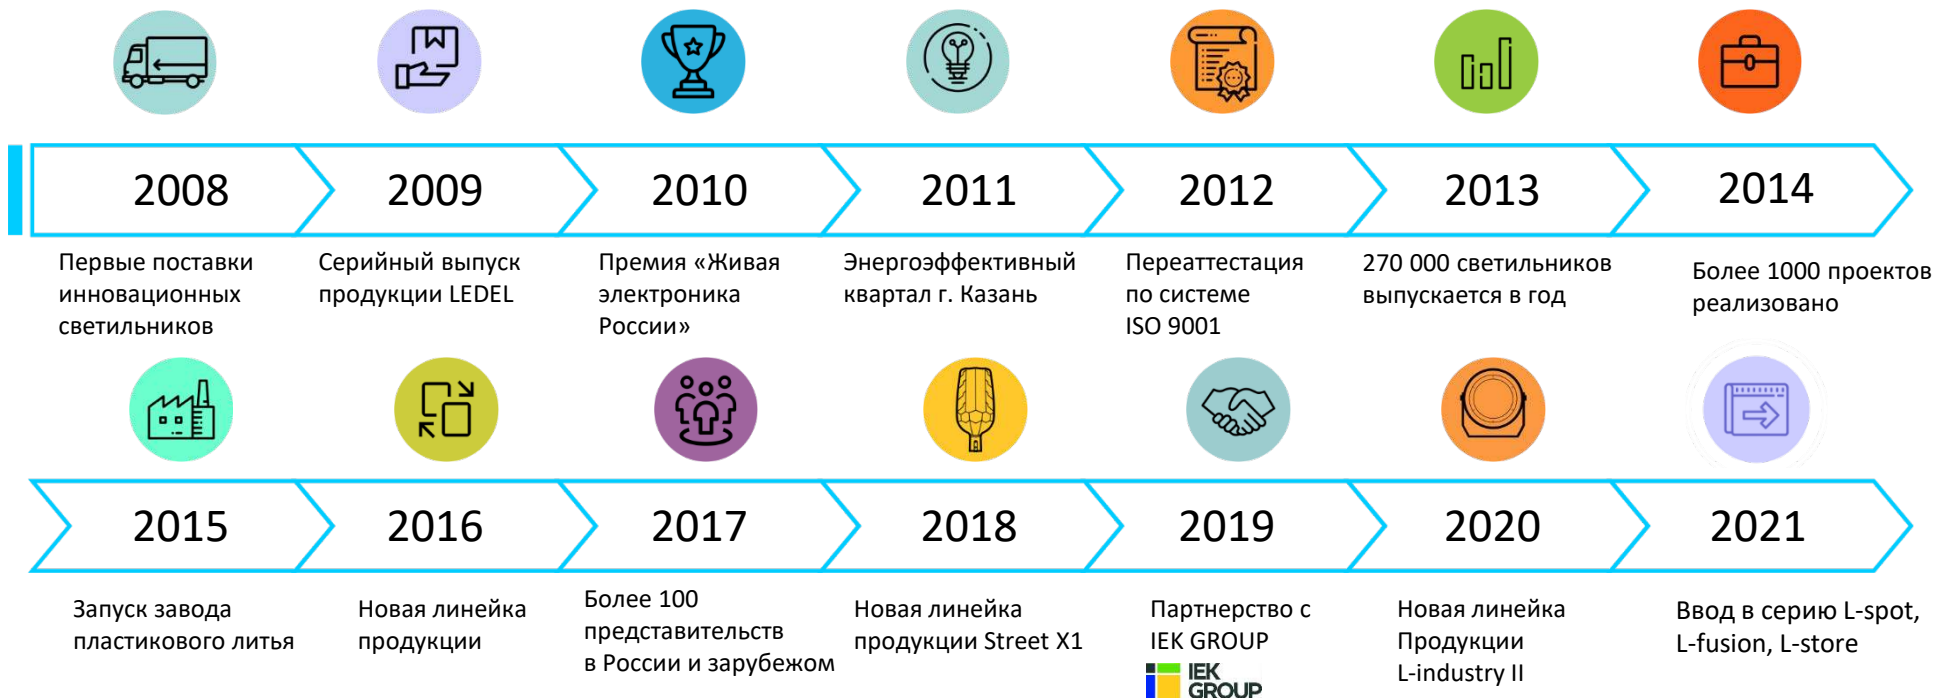 2008
2009
2010
2011
2012
2013
2014
Первые поставки
инновационных
светильников
Серийный выпуск
продукции LEDEL
Премия «Живая
электроника
России»
Энергоэффективный
квартал г. Казань
Переаттестация
по системе
ISO 9001
270 000 светильников
выпускается в год
Более 1000 проектов
реализовано
2015
2016
2017
2018
2019
2020
2021
Запуск завода
пластикового литья
Новая линейка
продукции
Более 100
представительств
в России и зарубежом
Новая линейка
продукции Street X1
Партнерство с
IEK GROUP
IEK
GROUP
Новая линейка
Продукции
L-industry II
Ввод в серию L-spot,
L-fusion, L-store